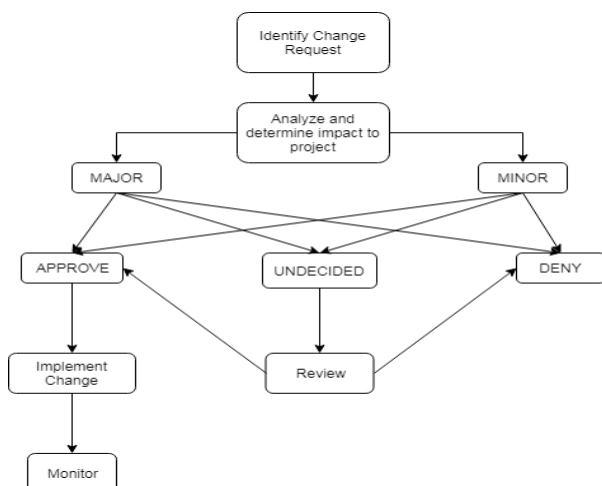 Identify Change
Request
Analyze and
determine impact to
project
MAJOR
MINOR
APPROVE
UNDECIDED
DENY
Implement
Change
Review
Monitor